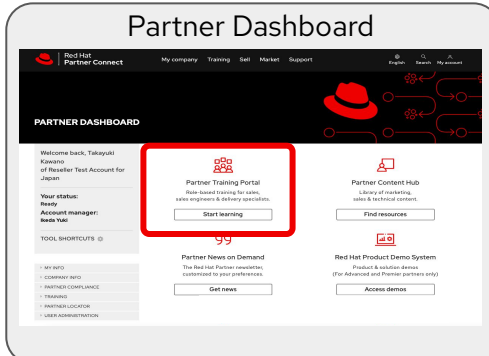 Partner Dashboard
Red Hat
Partner Connect
My company Training Sell Market Support
English Search My account
PARTNER DASHBOARD
Welcome back, Takayuki
Kawano
of Reseller Test Account for
Japan
Your status:
Ready
Account manager:
Ikeda Yuki
TOOL SHORTCUTS
> MY INFO
> COMPANY INFO
> PARTNER COMPLIANCE
> TRAINING
> PARTNER LOCATOR
> USER ADMINISTRATION
Partner Training Portal
Role-based training for sales,
sales engineers & delivery specialists.
Start learning
Partner Content Hub
Library of marketing,
sales & technical content.
Find resources
Partner News on Demand
The Red Hat Partner newsletter,
customized to your preferences.
Get news
Red Hat Product Demo System
Product & solution demos
(For Advanced and Premier partners only)
Access demos